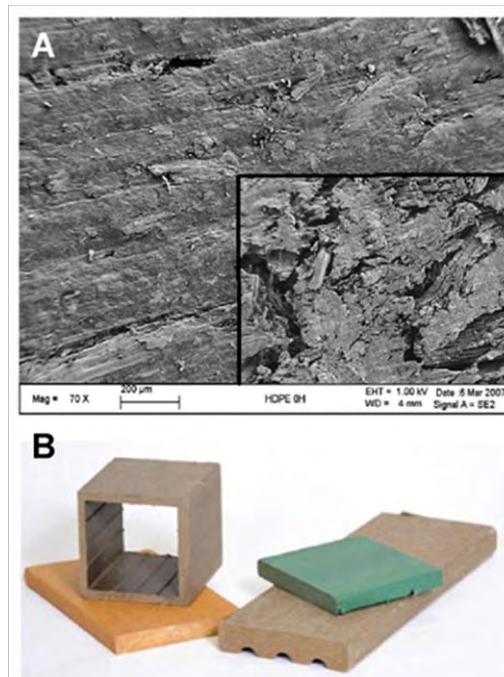 A
200 µm
Mag = 70 X
HDPE 0H
EHT = 1.00 kV Date :6 Mar 2007
WD = 4 mm Signal A = SE2
B